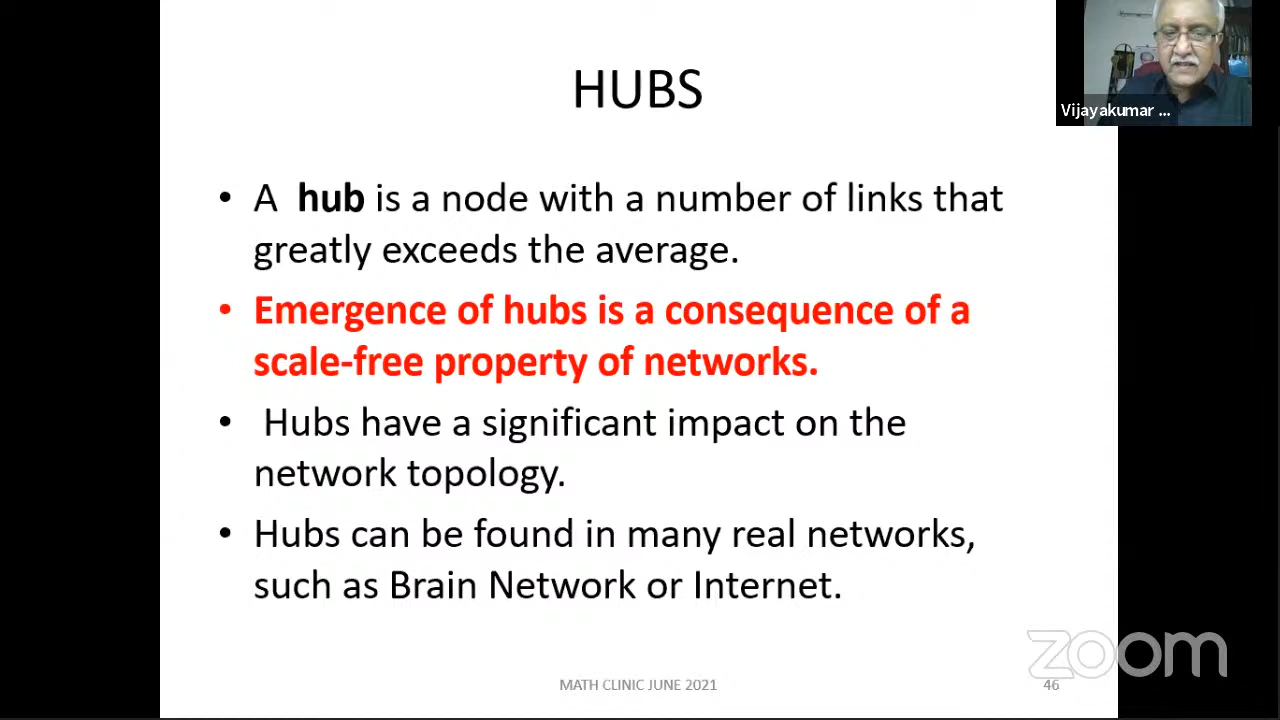 HUBS
Vijayakumar ...
• A hub is a node with a number of links that
greatly exceeds the average.
• Emergence of hubs is a consequence of a
scale-free property of networks.
• Hubs have a significant impact on the
network topology.
• Hubs can be found in many real networks,
such as Brain Network or Internet.
zoom
MATH CLINIC JUNE 2021
46